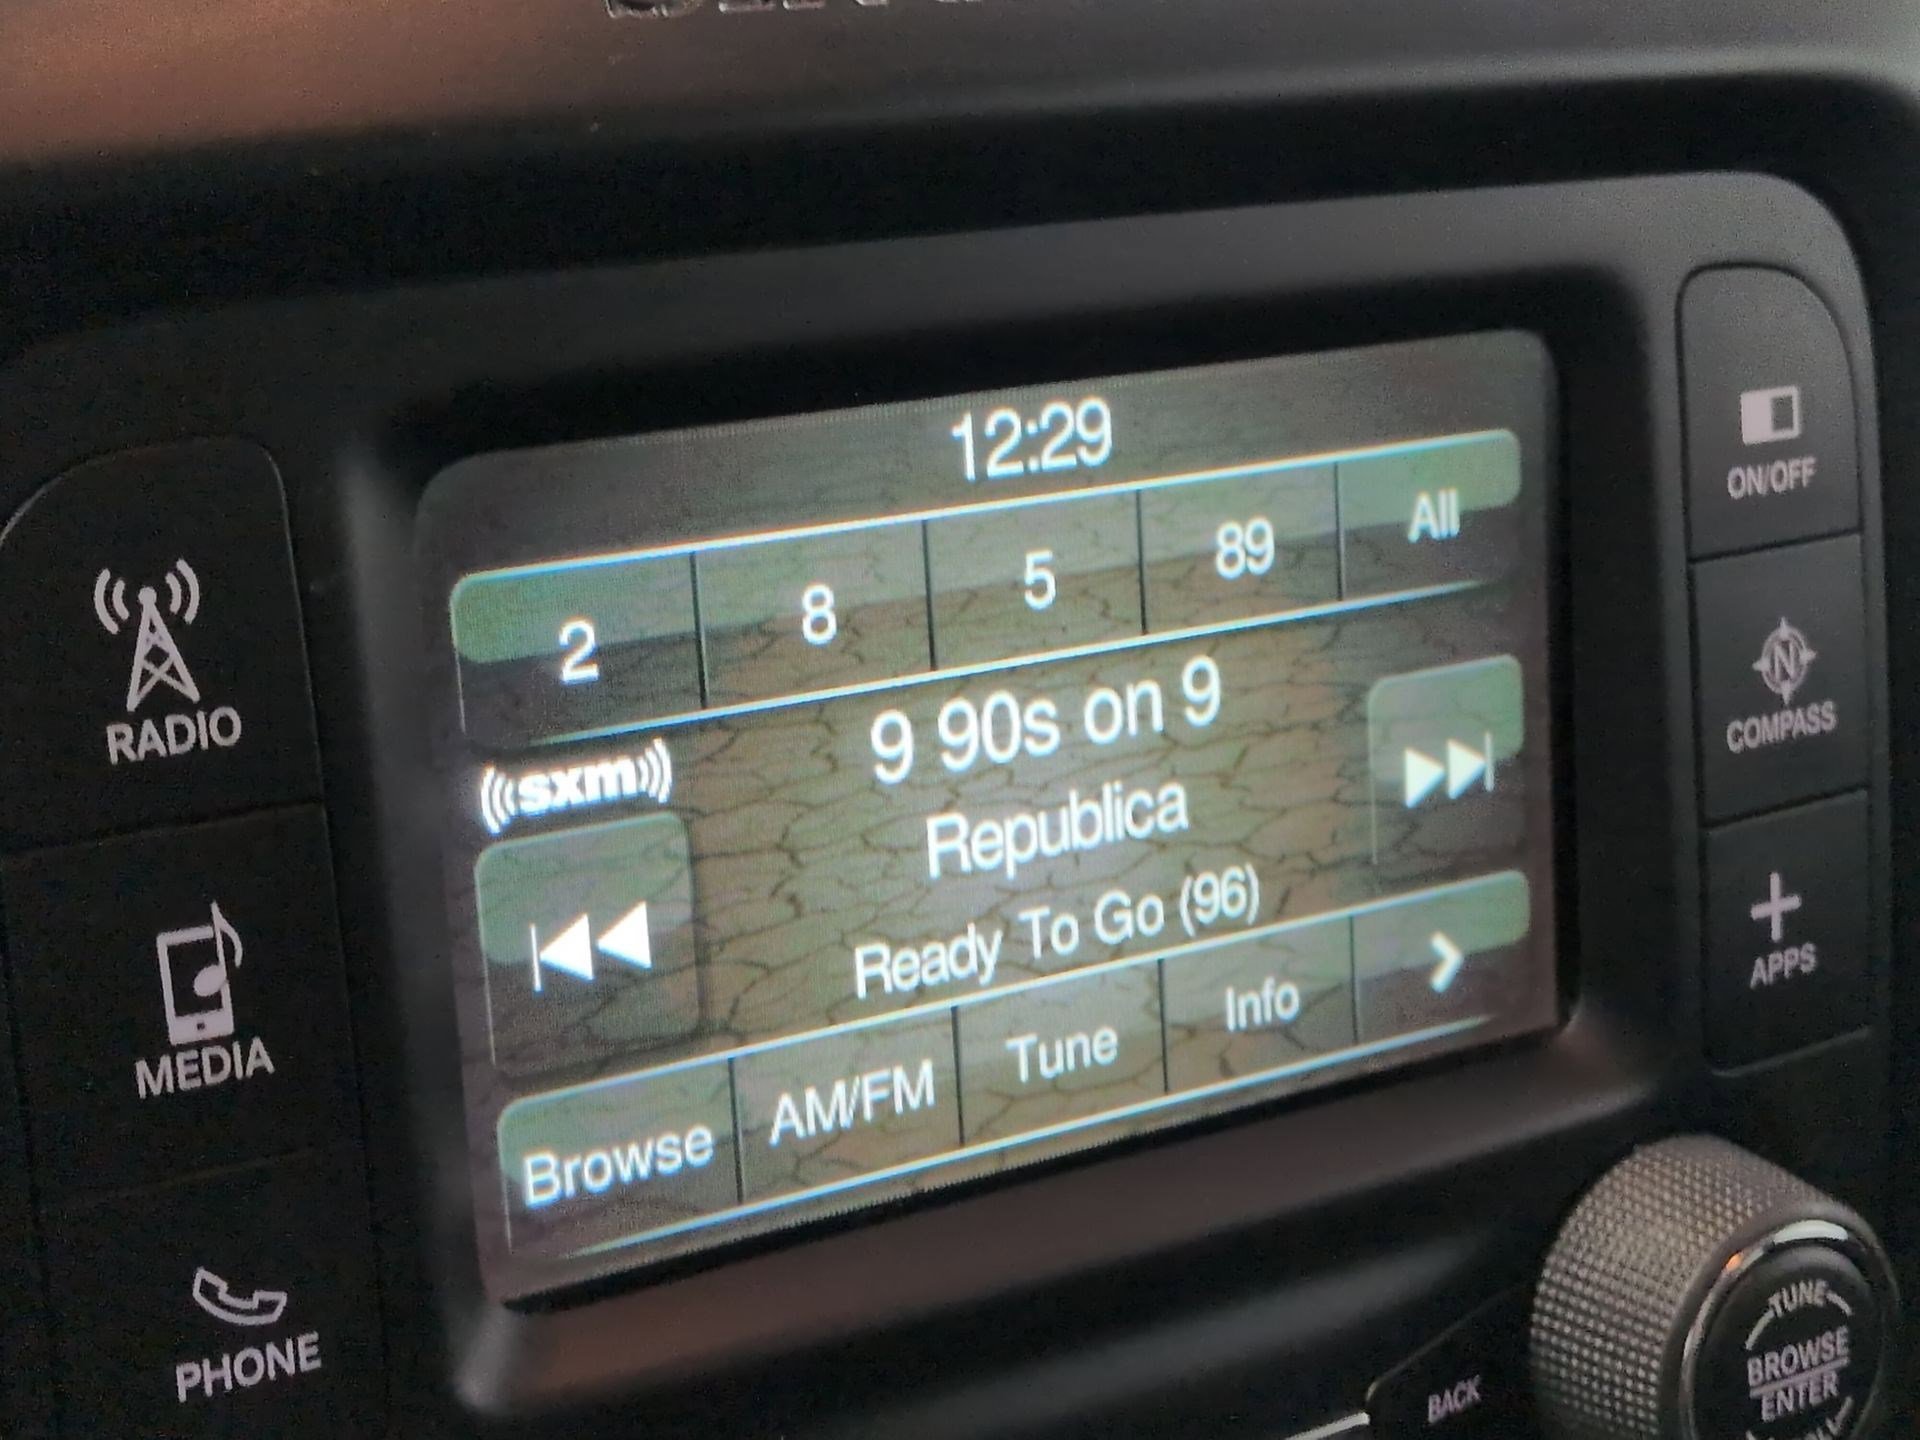 12:29
2 8 5 89 All
sxm
9 90s on 9
Republica
Ready To Go (96)
Browse AM/FM Tune Info
RADIO
MEDIA
PHONE
ON/OFF
N
COMPASS
APPS
BACK
TUNE
BROWSE
ENTER